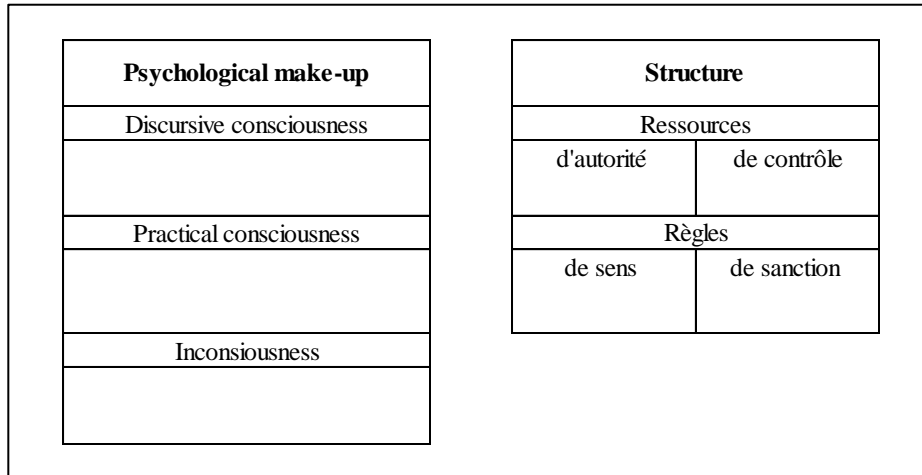 Psychological make-up
Discursive consciousness
Practical consciousness
Inconsiousness
Structure
Ressources
d'autorité de contrôle
Règles
de sens de sanction